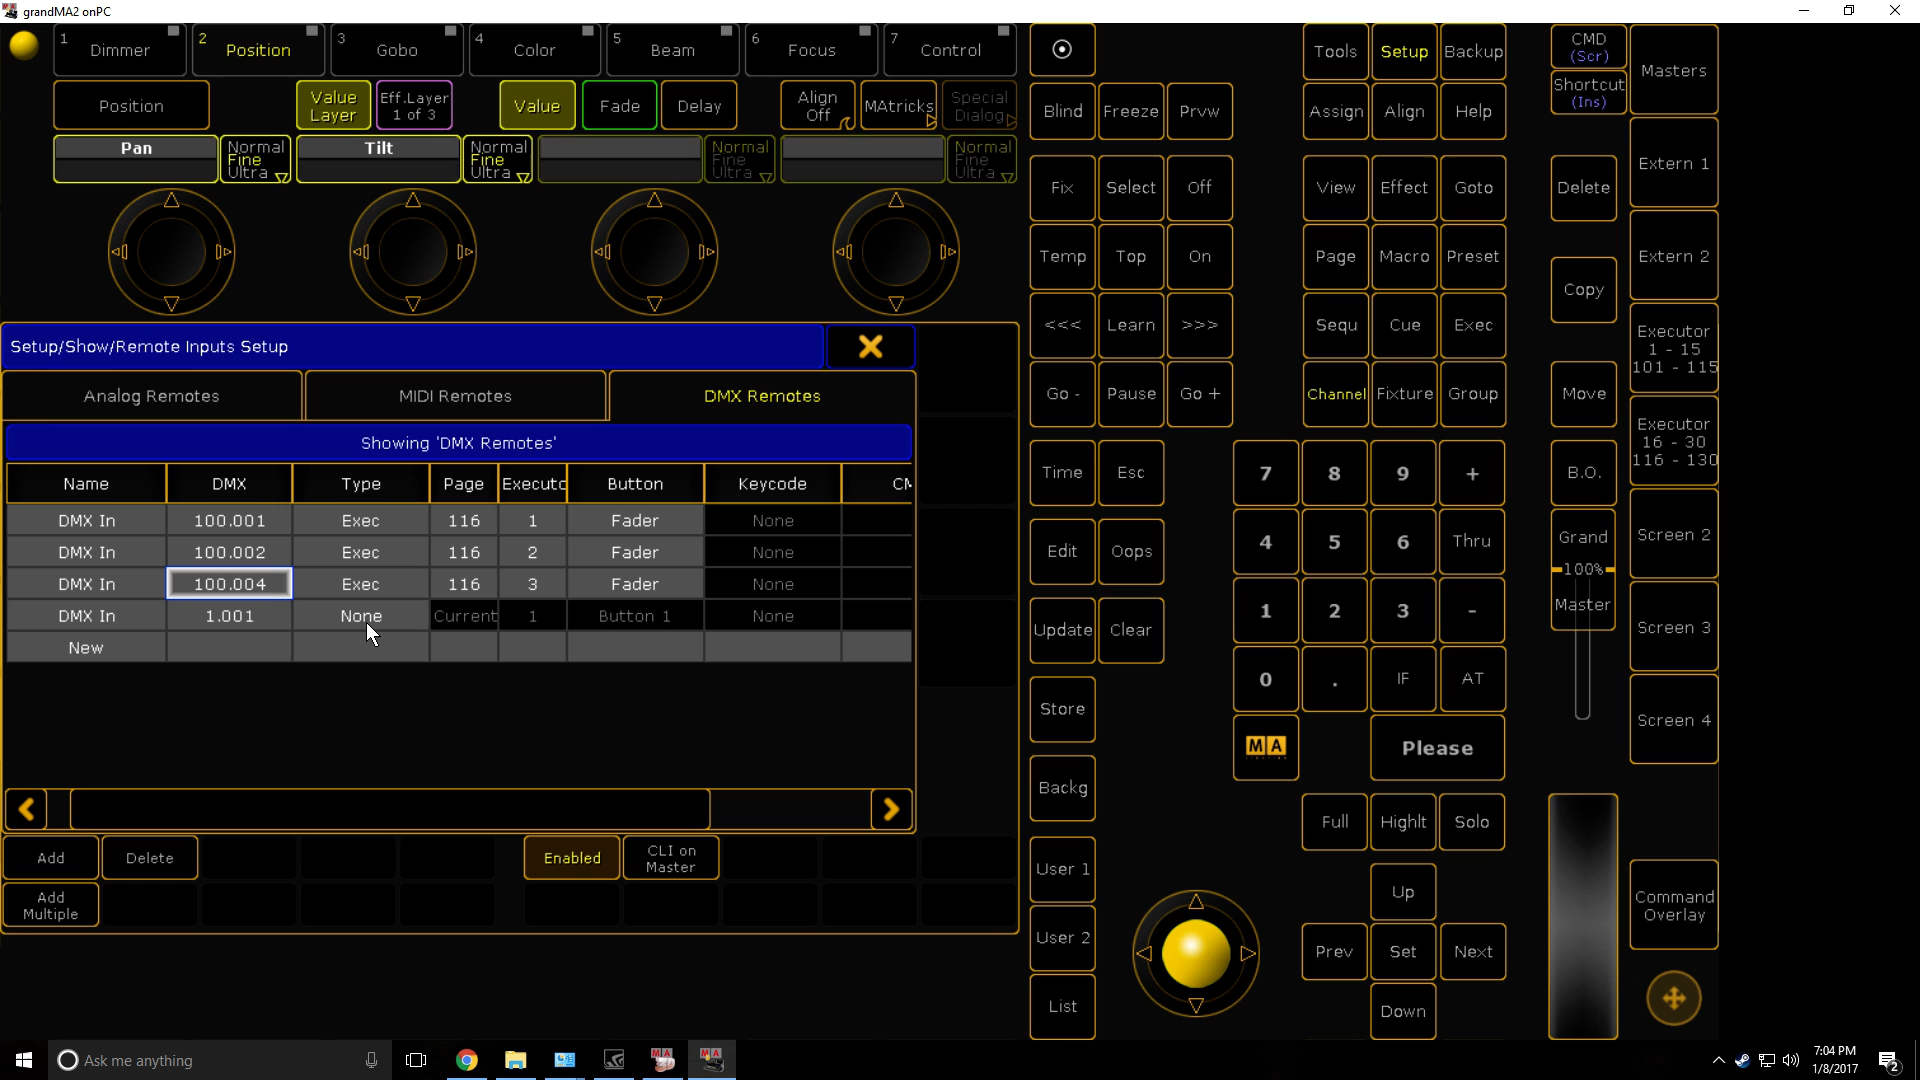 grandMA2 onPC
1 Dimmer
2 Position
3 Gobo
4 Color
5 Beam
6 Focus
7 Control
Position
Value
Layer
Eff.Layer
1 of 3
Value
Fade
Delay
Align
Off
MAtricks
Special
Dialog
Pan
Normal
Fine
Ultra
Tilt
Normal
Fine
Ultra
Normal
Fine
Ultra
Normal
Fine
Ultra
Setup/Show/Remote Inputs Setup
Analog Remotes
MIDI Remotes
DMX Remotes
Showing 'DMX Remotes'
Name DMX Type Page Executo Button Keycode CM
DMX In 100.001 Exec 116 1 Fader None
DMX In 100.002 Exec 116 2 Fader None
DMX In 100.004 Exec 116 3 Fader None
DMX In 1.001 None Current 1 Button 1 None
New
Add
Delete
Enabled
CLI on
Master
Add
Multiple
Blind Freeze Prvw
Fix Select Off
Temp Top On
<<< Learn >>>
Go - Pause Go +
Time Esc
Edit Oops
Update Clear
Store
Backg
User 1
User 2
List
Tools Setup Backup
Assign Align Help
View Effect Goto
Page Macro Preset
Sequ Cue Exec
Channel Fixture Group
7 8 9 +
4 5 6 Thru
1 2 3 -
0 . IF AT
MA
Please
Full Highlt Solo
Up
Prev Set Next
Down
CMD
(Scr)
Shortcut
(Ins)
Delete
Copy
Move
B.O.
Grand
100%
Master
Masters
Extern 1
Extern 2
Executor
1 - 15
101 - 115
Executor
16 - 30
116 - 130
Screen 2
Screen 3
Screen 4
Command
Overlay
Ask me anything
7:04 PM
1/8/2017
2